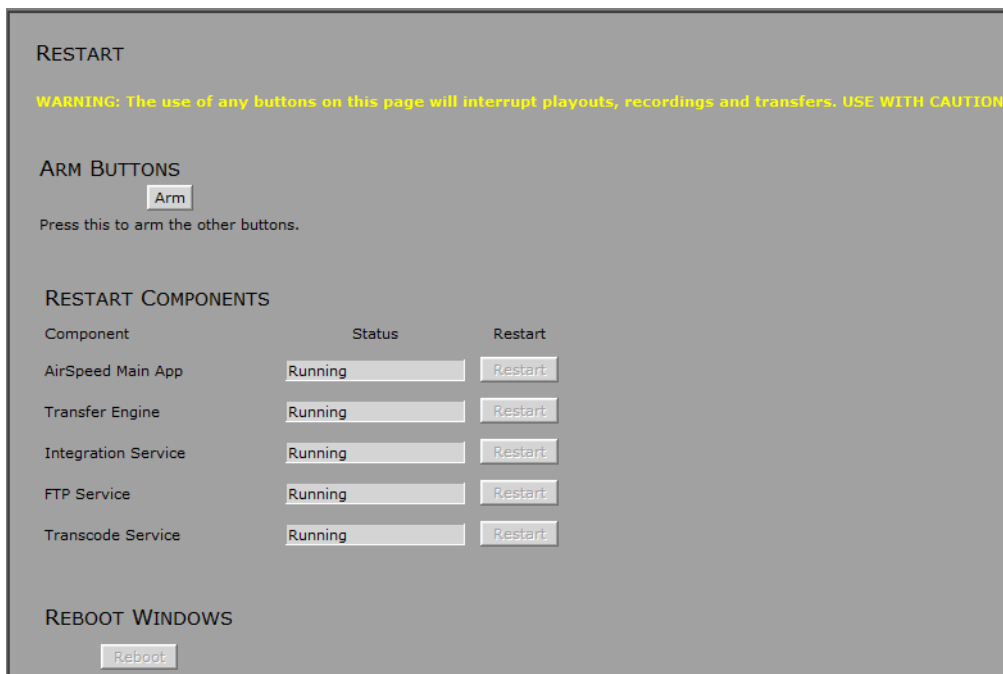 RESTART
WARNING: The use of any buttons on this page will interrupt playouts, recordings and transfers. USE WITH CAUTION
ARM BUTTONS
Arm
Press this to arm the other buttons.
RESTART COMPONENTS
Component Status Restart
AirSpeed Main App Running Restart
Transfer Engine Running Restart
Integration Service Running Restart
FTP Service Running Restart
Transcode Service Running Restart
REBOOT WINDOWS
Reboot